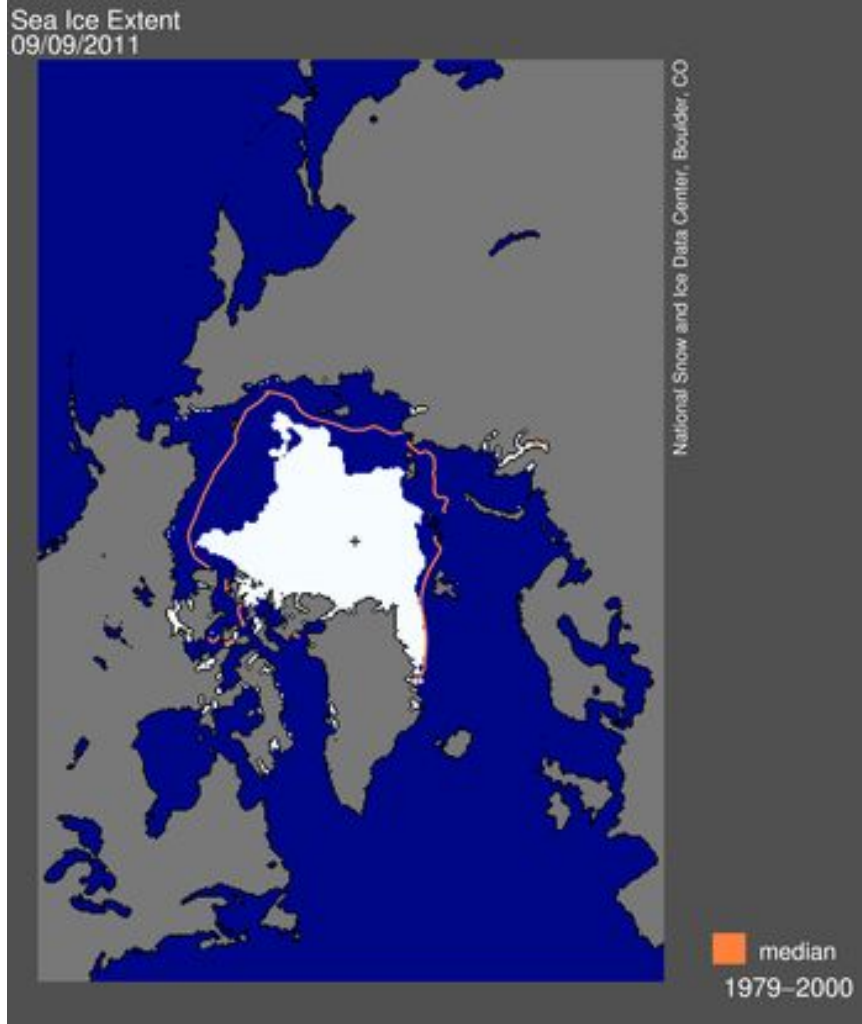 Sea Ice Extent
09/09/2011
National Snow and Ice Data Center, Boulder, CO
median
1979–2000